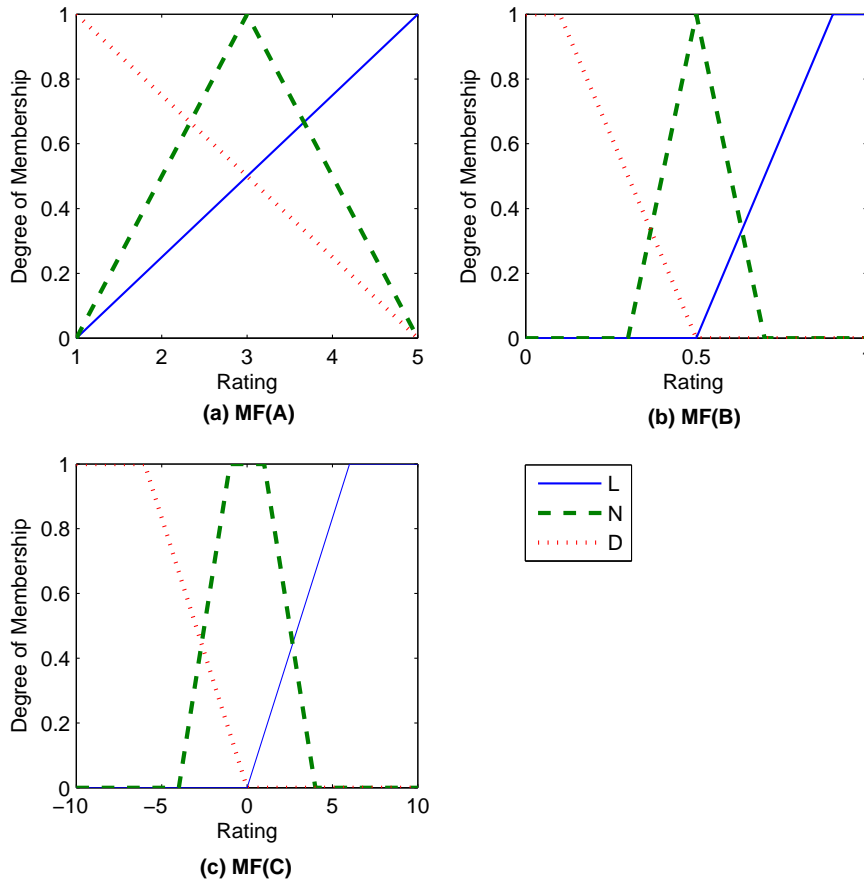 1
0.8
0.6
0.4
0.2
0
Degree of Membership
1 2 3 4 5
Rating
(a) MF(A)
1
0.8
0.6
0.4
0.2
0
Degree of Membership
0 0.5 1
Rating
(b) MF(B)
1
0.8
0.6
0.4
0.2
0
Degree of Membership
−10 −5 0 5 10
Rating
(c) MF(C)
L
N
D